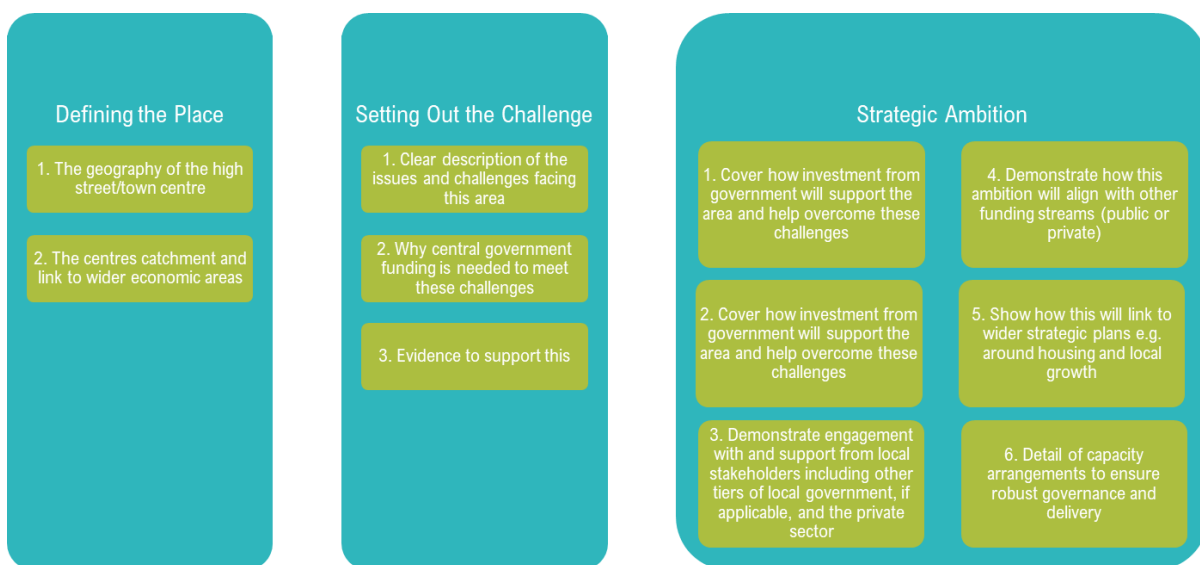 Defining the Place
1. The geography of the high
street/town centre
2. The centres catchment and
link to wider economic areas
Setting Out the Challenge
1. Clear description of the
issues and challenges facing
this area
2. Why central government
funding is needed to meet
these challenges
3. Evidence to support this
Strategic Ambition
1. Cover how investment from
government will support the
area and help overcome these
challenges
2. Cover how investment from
government will support the
area and help overcome these
challenges
3. Demonstrate engagement
with and support from local
stakeholders including other
tiers of local government, if
applicable, and the private
sector
4. Demonstrate how this
ambition will align with other
funding streams (public or
private)
5. Show how this will link to
wider strategic plans e.g.
around housing and local
growth
6. Detail of capacity
arrangements to ensure
robust governance and
delivery